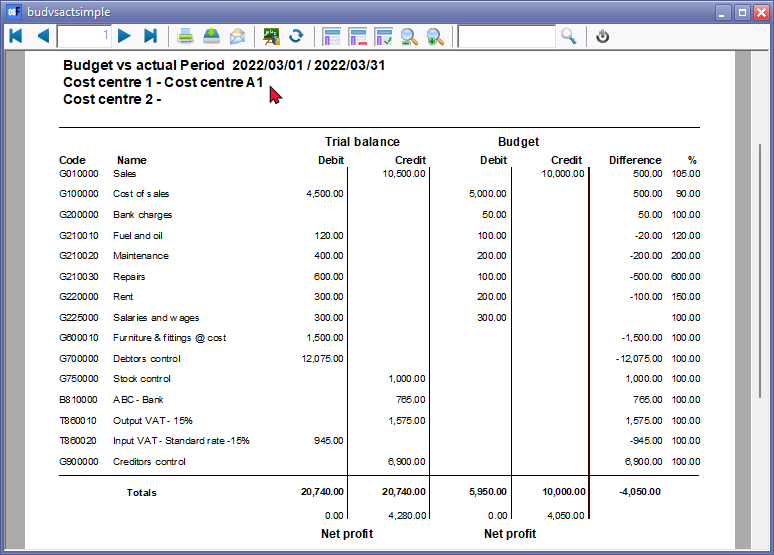 budvsactsimple
1
Budget vs actual Period 2022/03/01 / 2022/03/31
Cost centre 1 - Cost centre A1
Cost centre 2 -
Trial balance Budget
Code Name Debit Credit Debit Credit Difference %
G010000 Sales 10,500.00 10,000.00 500.00 105.00
G100000 Cost of sales 4,500.00 5,000.00 500.00 90.00
G200000 Bank charges 50.00 50.00 100.00
G210010 Fuel and oil 120.00 100.00 -20.00 120.00
G210020 Maintenance 400.00 200.00 -200.00 200.00
G210030 Repairs 600.00 100.00 -500.00 600.00
G220000 Rent 300.00 200.00 -100.00 150.00
G225000 Salaries and wages 300.00 300.00 100.00
G600010 Furniture & fittings @ cost 1,500.00 -1,500.00 100.00
G700000 Debtors control 12,075.00 -12,075.00 100.00
G750000 Stock control 1,000.00 1,000.00 100.00
B810000 ABC - Bank 765.00 765.00 100.00
T860010 Output VAT - 15% 1,575.00 1,575.00 100.00
T860020 Input VAT - Standard rate -15% 945.00 -945.00 100.00
G900000 Creditors control 6,900.00 6,900.00 100.00
Totals 20,740.00 20,740.00 5,950.00 10,000.00 -4,050.00
0.00 4,280.00 0.00 4,050.00
Net profit Net profit